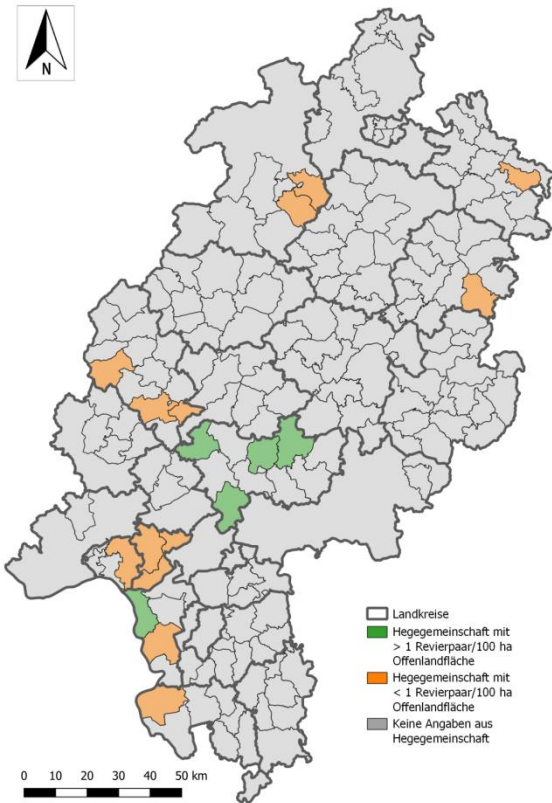 N
Landkreise
Hegegemeinschaft mit
> 1 Revierpaar/100 ha
Offenlandfläche
Hegegemeinschaft mit
< 1 Revierpaar/100 ha
Offenlandfläche
Keine Angaben aus
Hegegemeinschaft
0 10 20 30 40 50 km